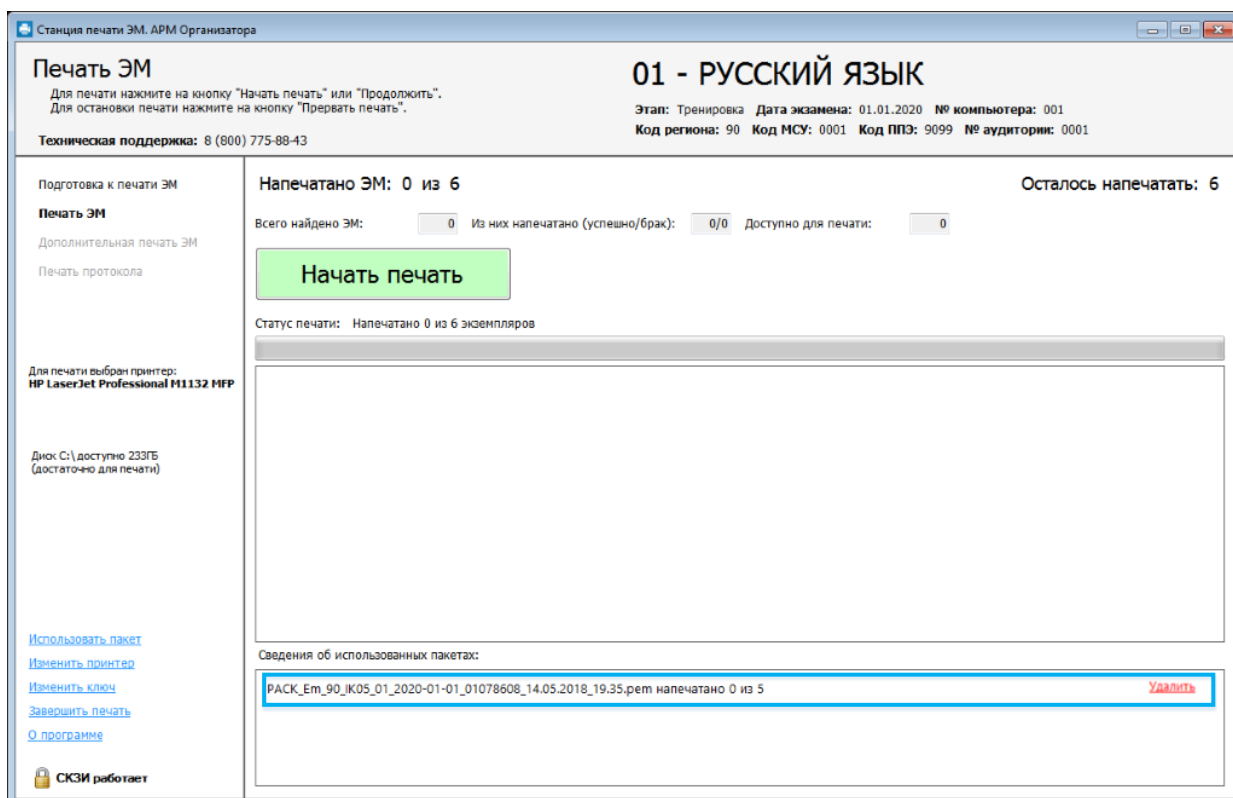 Станция печати ЭМ. АРМ Организатора
Печать ЭМ
Для печати нажмите на кнопку "Начать печать" или "Продолжить".
Для остановки печати нажмите на кнопку "Прервать печать".
Техническая поддержка: 8 (800) 775-88-43
01 - РУССКИЙ ЯЗЫК
Этап: Тренировка Дата экзамена: 01.01.2020 № компьютера: 001
Код региона: 90 Код МСУ: 0001 Код ППЭ: 9099 № аудитории: 0001
Подготовка к печати ЭМ
Печать ЭМ
Дополнительная печать ЭМ
Печать протокола
Для печати выбран принтер:
HP LaserJet Professional M1132 MFP
Диск C:\ доступно 233ГБ
(достаточно для печати)
Использовать пакет
Изменить принтер
Изменить ключ
Завершить печать
О программе
СКЗИ работает
Напечатано ЭМ: 0 из 6 Осталось напечатать: 6
Всего найдено ЭМ: 0 Из них напечатано (успешно/брак): 0/0 Доступно для печати: 0
Начать печать
Статус печати: Напечатано 0 из 6 экземпляров
Сведения об использованных пакетах:
PACK_Em_90_IK05_01_2020-01-01_01078608_14.05.2018_19.35.pem напечатано 0 из 5 Удалить